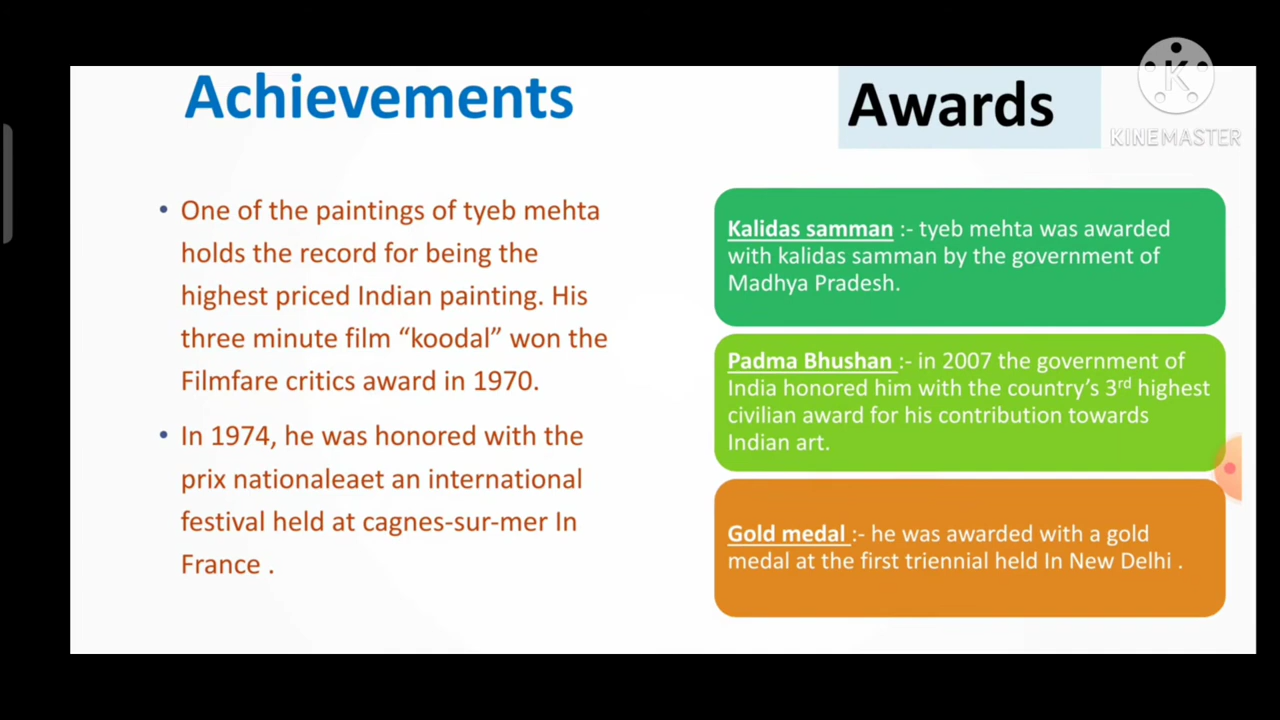 Achievements
Awards
K
KINEMASTER
• One of the paintings of tyeb mehta
holds the record for being the
highest priced Indian painting. His
three minute film “koodal” won the
Filmfare critics award in 1970.
• In 1974, he was honored with the
prix nationaleaet an international
festival held at cagnes-sur-mer In
France .
Kalidas samman :- tyeb mehta was awarded
with kalidas samman by the government of
Madhya Pradesh.
Padma Bhushan :- in 2007 the government of
India honored him with the country’s 3rd highest
civilian award for his contribution towards
Indian art.
Gold medal :- he was awarded with a gold
medal at the first triennial held In New Delhi .